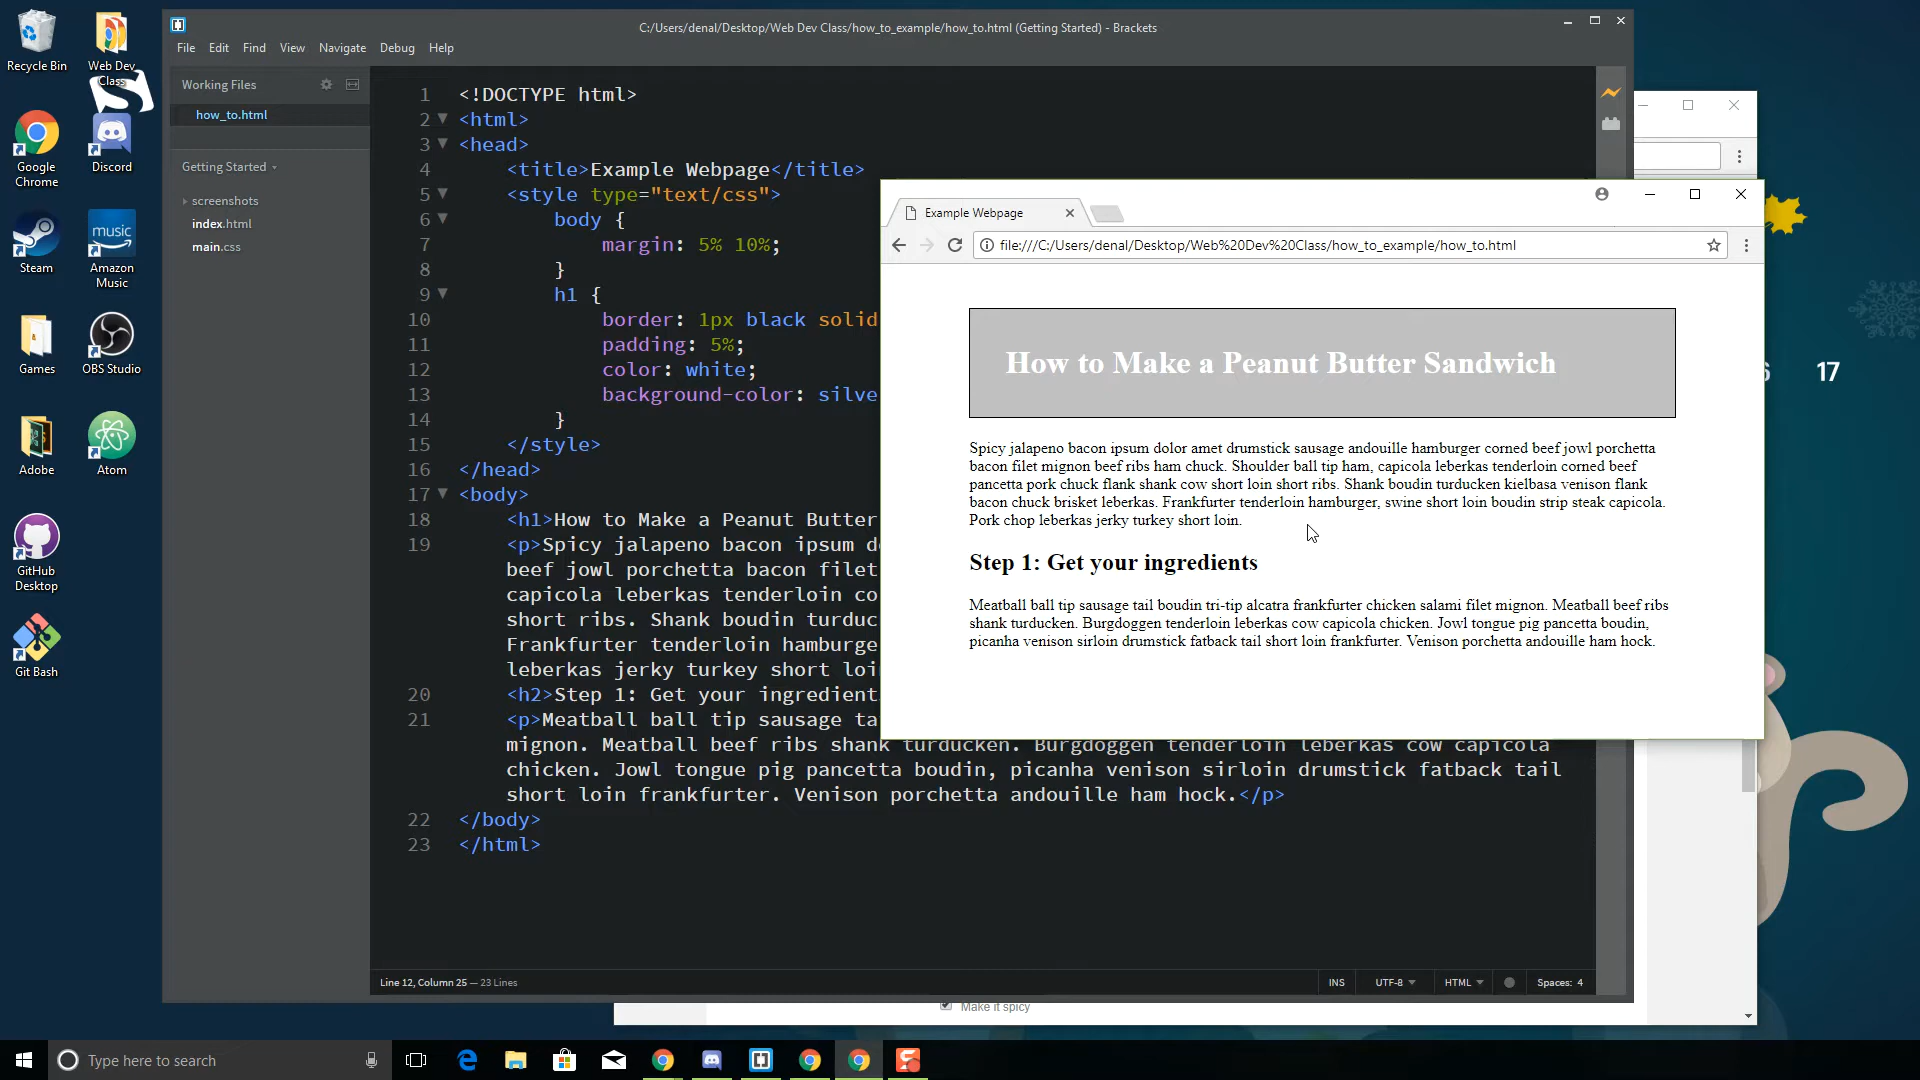 Recycle Bin
Web Dev
Class
Google
Chrome
Discord
Steam
Amazon
Music
Games
OBS Studio
Adobe
Atom
GitHub
Desktop
Git Bash
C:/Users/denal/Desktop/Web Dev Class/how_to_example/how_to.html (Getting Started) - Brackets
File Edit Find View Navigate Debug Help
Working Files
how_to.html
Getting Started
screenshots
index.html
main.css
1 <!DOCTYPE html>
2 <html>
3 <head>
4 <title>Example Webpage</title>
5 <style type="text/css">
6 body {
7 margin: 5% 10%;
8 }
9 h1 {
10 border: 1px black solid
11 padding: 5%;
12 color: white;
13 background-color: silve
14 }
15 </style>
16 </head>
17 <body>
18 <h1>How to Make a Peanut Butter
19 <p>Spicy jalapeno bacon ipsum
beef jowl porchetta bacon filet
capicola leberkas tenderloin co
short ribs. Shank boudin turduc
Frankfurter tenderloin hamburge
leberkas jerky turkey short loi
20 <h2>Step 1: Get your ingredient
21 <p>Meatball ball tip sausage ta
mignon. Meatball beef ribs shank turducken. Burgdoggen tenderloin leberkas cow capicola
chicken. Jowl tongue pig pancetta boudin, picanha venison sirloin drumstick fatback tail
short loin frankfurter. Venison porchetta andouille ham hock.</p>
22 </body>
23 </html>
Line 12, Column 25 — 23 Lines
INS UTF-8 HTML Spaces: 4
Example Webpage
file:///C:/Users/denal/Desktop/Web%20Dev%20Class/how_to_example/how_to.html
How to Make a Peanut Butter Sandwich
Spicy jalapeno bacon ipsum dolor amet drumstick sausage andouille hamburger corned beef jowl porchetta
bacon filet mignon beef ribs ham chuck. Shoulder ball tip ham, capicola leberkas tenderloin corned beef
pancetta pork chuck flank shank cow short loin short ribs. Shank boudin turducken kielbasa venison flank
bacon chuck brisket leberkas. Frankfurter tenderloin hamburger, swine short loin boudin strip steak capicola.
Pork chop leberkas jerky turkey short loin.
Step 1: Get your ingredients
Meatball ball tip sausage tail boudin tri-tip alcatra frankfurter chicken salami filet mignon. Meatball beef ribs
shank turducken. Burgdoggen tenderloin leberkas cow capicola chicken. Jowl tongue pig pancetta boudin,
picanha venison sirloin drumstick fatback tail short loin frankfurter. Venison porchetta andouille ham hock.
17
Make it spicy
Type here to search
music